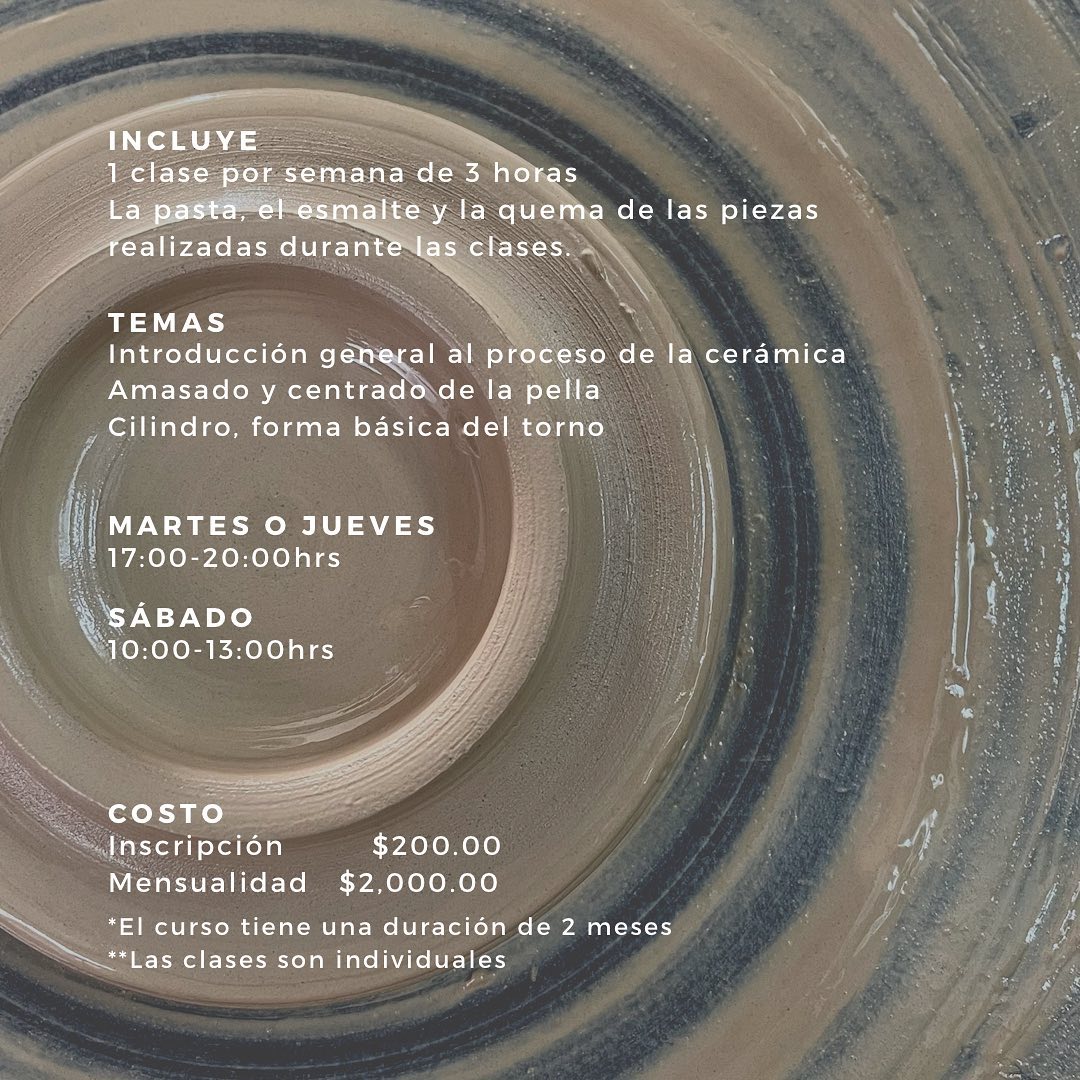 INCLUYE
1 clase por semana de 3 horas
La pasta, el esmalte y la quema de las piezas
realizadas durante las clases.
TEMAS
Introducción general al proceso de la cerámica
Amasado y centrado de la pella
Cilindro, forma básica del torno
MARTES O JUEVES
17:00-20:00hrs
SÁBADO
10:00-13:00hrs
COSTO
Inscripción $200.00
Mensualidad $2,000.00
*El curso tiene una duración de 2 meses
**Las clases son individuales